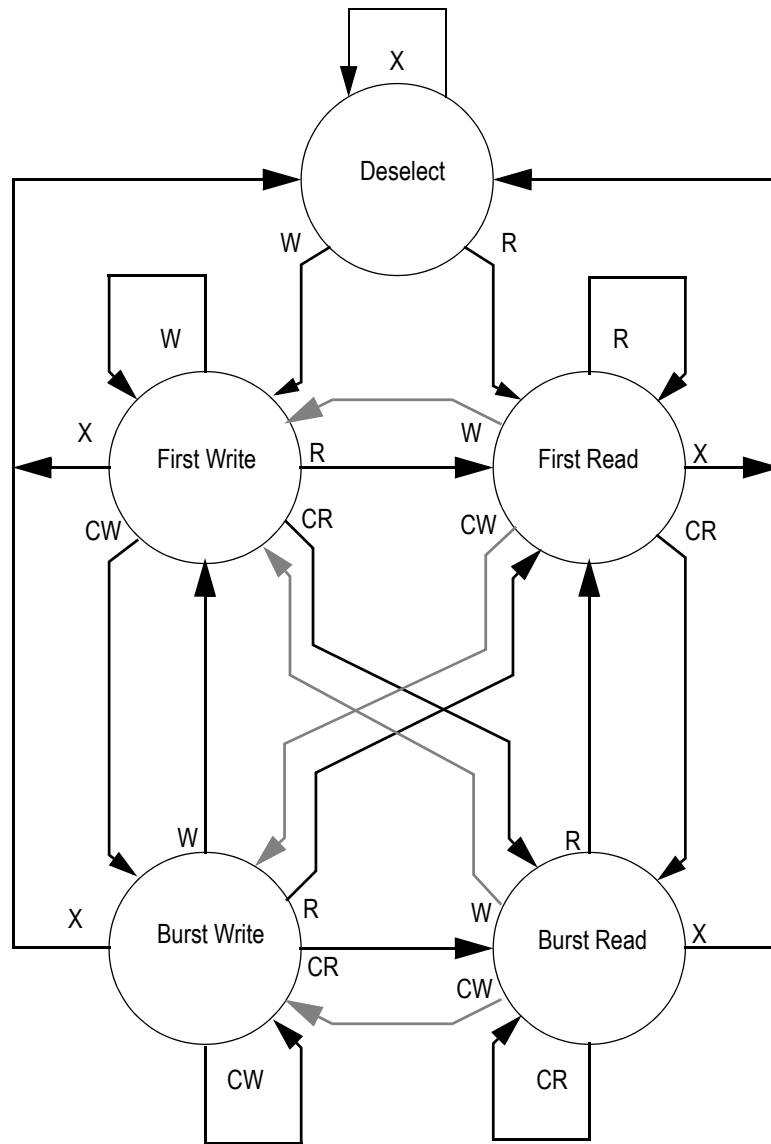 X
Deselect
W
R
W
R
X
W
First Write
R
First Read
X
CW
CR
CW
CR
W
R
X
R
W
Burst Write
Burst Read
X
CR
CW
CW
CR